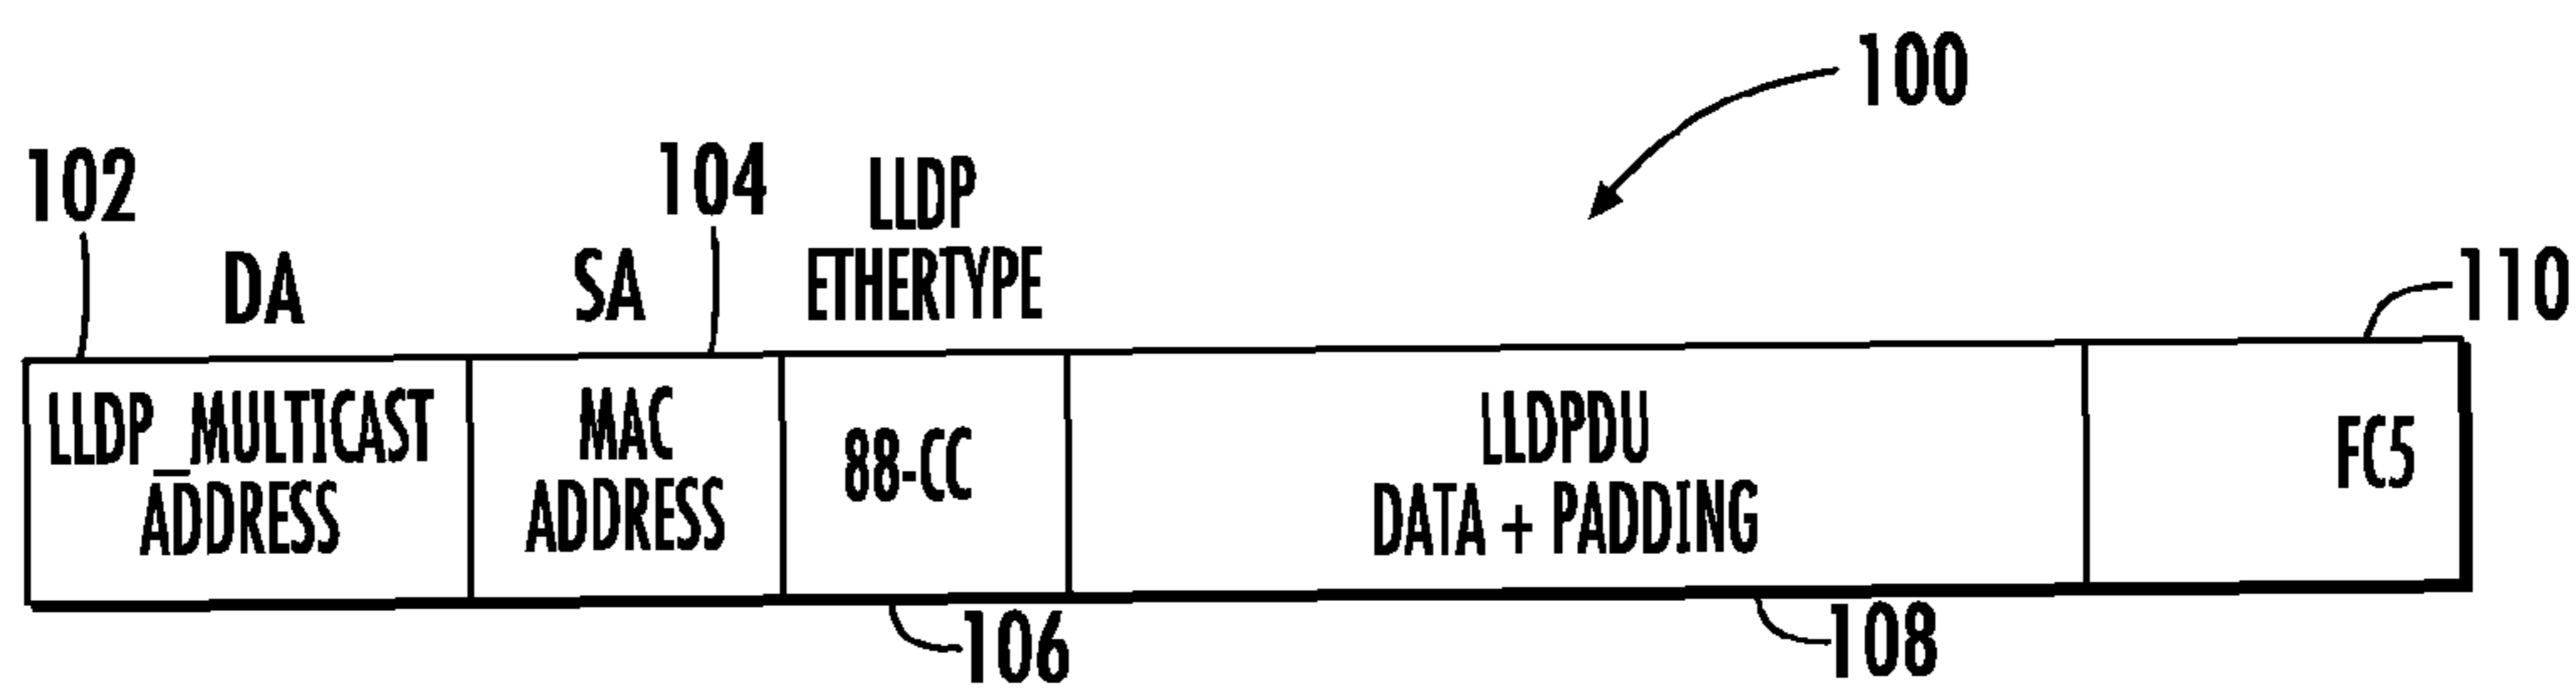 100
102
DA
SA
104
LLDP
ETHERTYPE
110
LLDP_MULTICAST
ADDRESS
MAC
ADDRESS
88-CC
LLDPDU
DATA + PADDING
FC5
106
108